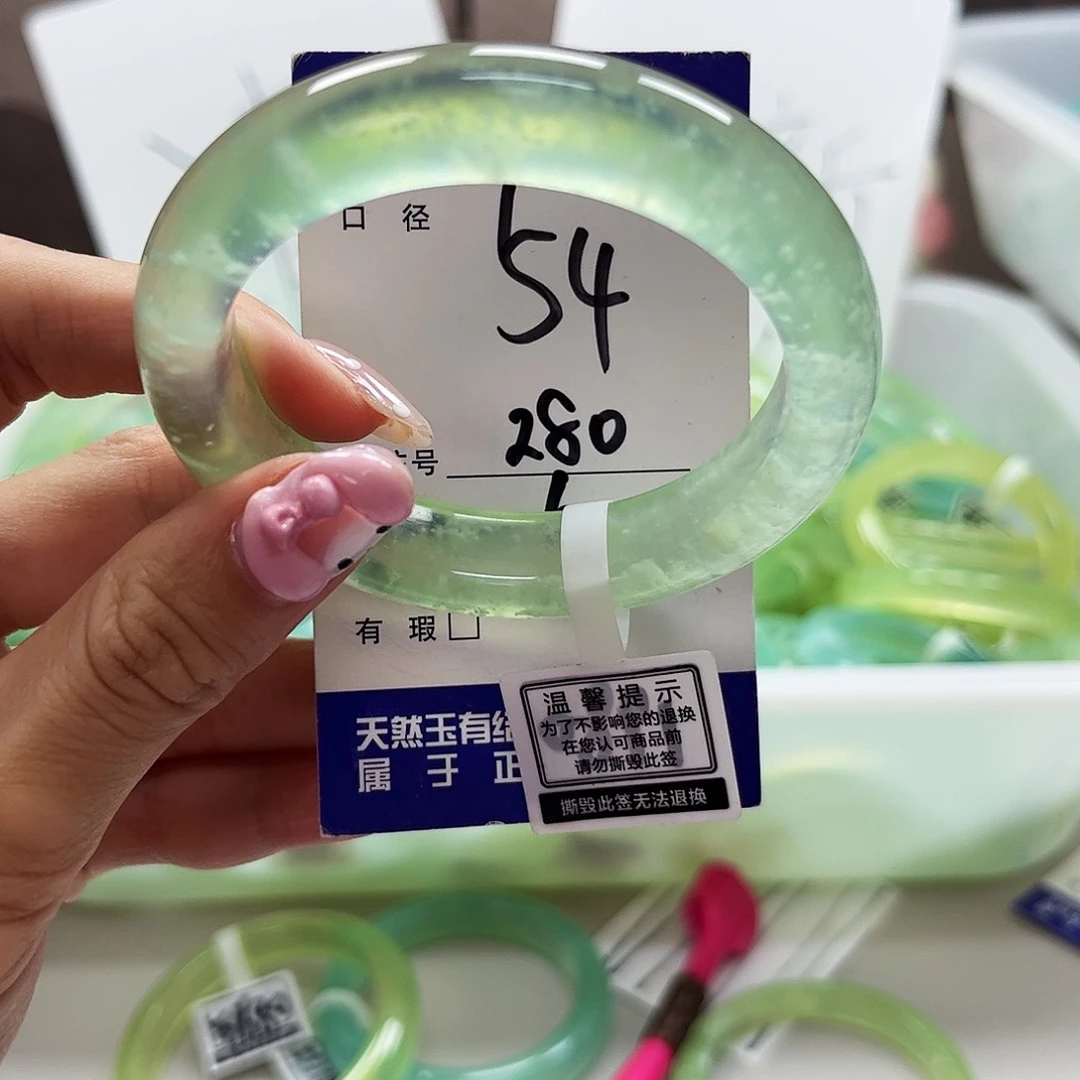 口 径 54
280
号
有 瑕 □
天然玉有结
属 于 正
温馨提示
为了不影响您的退换
在您认可商品前
请勿撕毁此签
撕毁此签无法退换